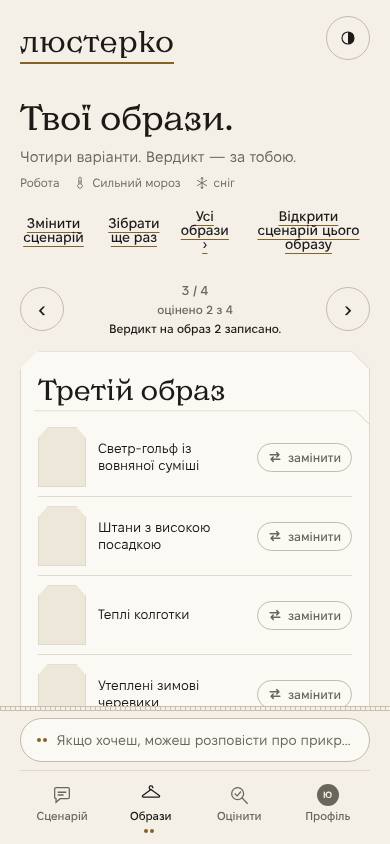 люстерко
Твої образи.
Чотири варіанти. Вердикт — за тобою.
Робота Сильний мороз сніг
Змінити
сценарій
Зібрати
ще раз
Усі
образи
›
Відкрити
сценарій цього
образу
‹
3 / 4
оцінено 2 з 4
Вердикт на образ 2 записано.
›
Третій образ
Светр-гольф із
вовняної суміші
замінити
Штани з високою
посадкою
замінити
Теплі колготки
замінити
Утеплені зимові
черевики
замінити
Якщо хочеш, можеш розповісти про прикр...
Сценарій
Образи
Оцінити
Ю
Профіль